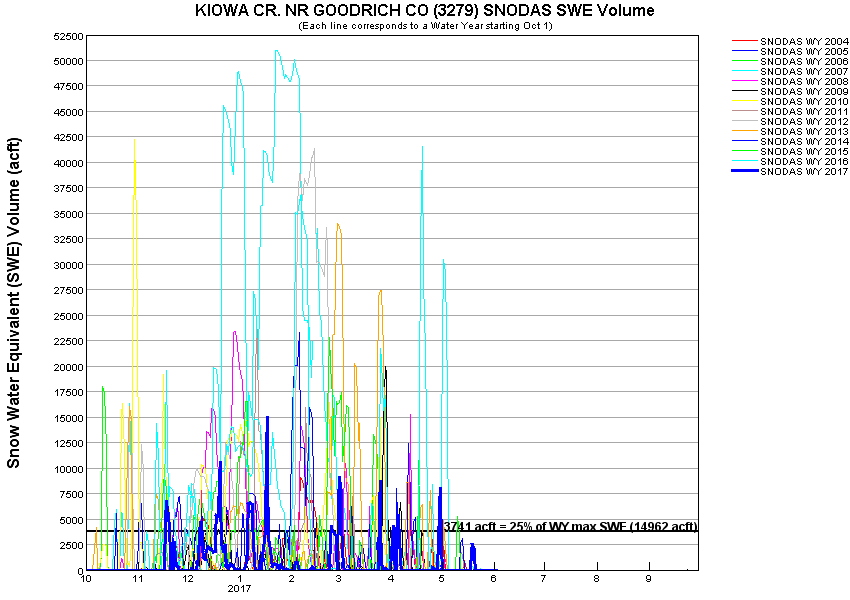 KIOWA CR. NR GOODRICH CO (3279) SNODAS SWE Volume
(Each line corresponds to a Water Year starting Oct 1)
Snow Water Equivalent (SWE) Volume (acft)
52500
50000
47500
45000
42500
40000
37500
35000
32500
30000
27500
25000
22500
20000
17500
15000
12500
10000
7500
5000
2500
0
3741 acft = 25% of WY max SWE (14962 acft)
10 11 12 1 2 3 4 5 6 7 8 9
2017
SNODAS WY 2004
SNODAS WY 2005
SNODAS WY 2006
SNODAS WY 2007
SNODAS WY 2008
SNODAS WY 2009
SNODAS WY 2010
SNODAS WY 2011
SNODAS WY 2012
SNODAS WY 2013
SNODAS WY 2014
SNODAS WY 2015
SNODAS WY 2016
SNODAS WY 2017